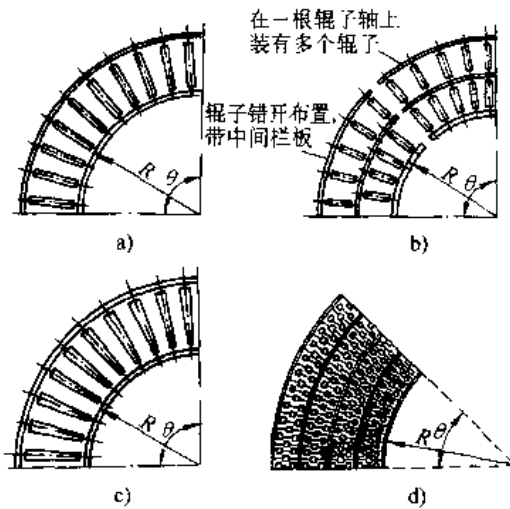 在一根辊子轴上
装有多个辊子
辊子错开布置,
带中间栏板
R θ
R θ
a)
b)
R θ
R θ
c)
d)